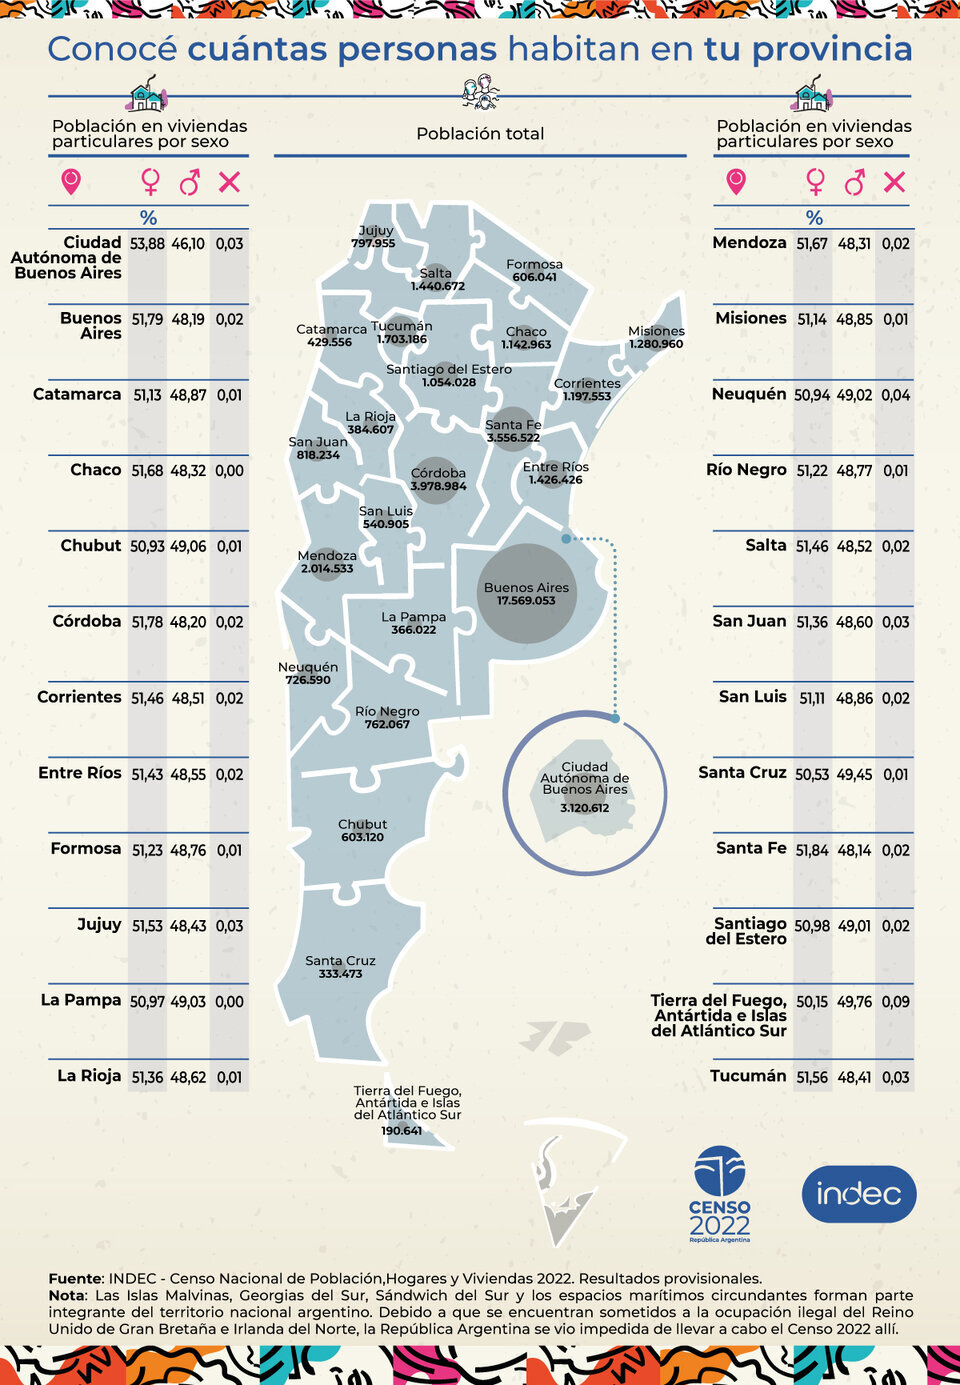 Conocé cuántas personas habitan en tu provincia
Población en viviendas
particulares por sexo
Población total
Población en viviendas
particulares por sexo
%
%
Ciudad
Autónoma de
Buenos Aires
53,88 46,10 0,03
Buenos
Aires
51,79 48,19 0,02
Catamarca 51,13 48,87 0,01
Chaco 51,68 48,32 0,00
Chubut 50,93 49,06 0,01
Córdoba 51,78 48,20 0,02
Corrientes 51,46 48,51 0,02
Entre Ríos 51,43 48,55 0,02
Formosa 51,23 48,76 0,01
Jujuy 51,53 48,43 0,03
La Pampa 50,97 49,03 0,00
La Rioja 51,36 48,62 0,01
Jujuy
797.955
Salta
1.440.672
Formosa
606.041
Catamarca
429.556
Tucumán
1.703.186
Chaco
1.142.963
Misiones
1.280.960
Santiago del Estero
1.054.028
Corrientes
1.197.553
La Rioja
384.607
Santa Fe
3.556.522
San Juan
818.234
Córdoba
3.978.984
Entre Ríos
1.426.426
San Luis
540.905
Mendoza
2.014.533
Buenos Aires
17.569.053
La Pampa
366.022
Neuquén
726.590
Río Negro
762.067
Ciudad
Autónoma de
Buenos Aires
3.120.612
Chubut
603.120
Santa Cruz
333.473
Tierra del Fuego,
Antártida e Islas
del Atlántico Sur
190.641
Mendoza 51,67 48,31 0,02
Misiones 51,14 48,85 0,01
Neuquén 50,94 49,02 0,04
Río Negro 51,22 48,77 0,01
Salta 51,46 48,52 0,02
San Juan 51,36 48,60 0,03
San Luis 51,11 48,86 0,02
Santa Cruz 50,53 49,45 0,01
Santa Fe 51,84 48,14 0,02
Santiago
del Estero
50,98 49,01 0,02
Tierra del Fuego,
Antártida e Islas
del Atlántico Sur
50,15 49,76 0,09
Tucumán 51,56 48,41 0,03
CENSO
2022
República Argentina
indec
Fuente: INDEC - Censo Nacional de Población,Hogares y Viviendas 2022. Resultados provisionales.
Nota: Las Islas Malvinas, Georgias del Sur, Sándwich del Sur y los espacios marítimos circundantes forman parte
integrante del territorio nacional argentino. Debido a que se encuentran sometidos a la ocupación ilegal del Reino
Unido de Gran Bretaña e Irlanda del Norte, la República Argentina se vio impedida de llevar a cabo el Censo 2022 allí.